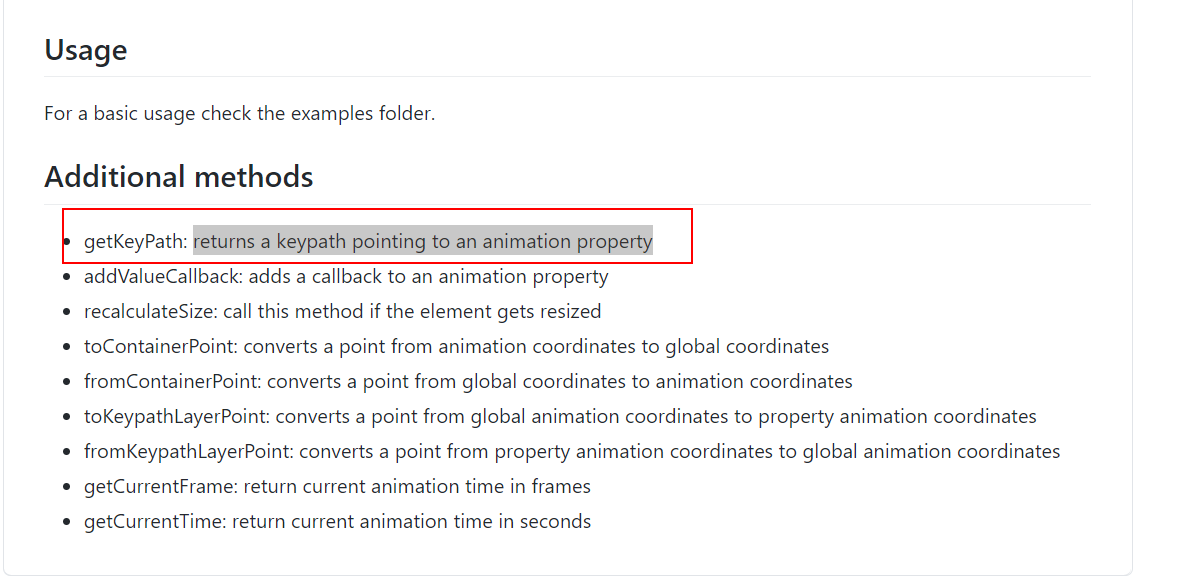 Usage
For a basic usage check the examples folder.
Additional methods
getKeyPath: returns a keypath pointing to an animation property
addValueCallback: adds a callback to an animation property
recalculateSize: call this method if the element gets resized
toContainerPoint: converts a point from animation coordinates to global coordinates
fromContainerPoint: converts a point from global coordinates to animation coordinates
toKeypathLayerPoint: converts a point from global animation coordinates to property animation coordinates
fromKeypathLayerPoint: converts a point from property animation coordinates to global animation coordinates
getCurrentFrame: return current animation time in frames
getCurrentTime: return current animation time in seconds